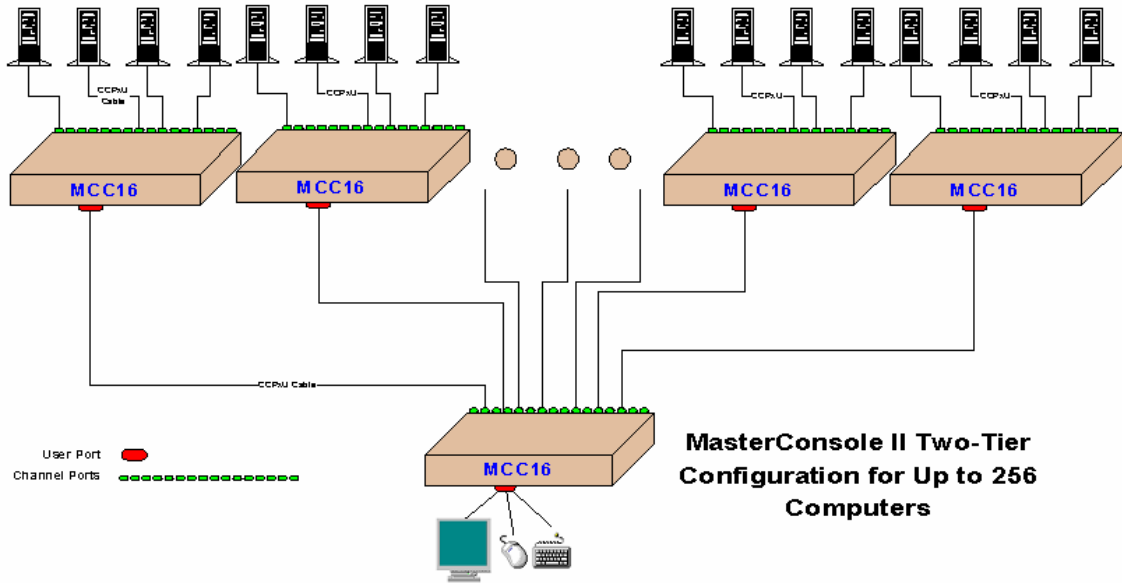 CCPxU
Cable
CCPxU
CCPxU
CCPxU
MCC16
MCC16
MCC16
MCC16
CCPxU Cable
User Port
Channel Ports
MCC16
MasterConsole II Two-Tier
Configuration for Up to 256
Computers